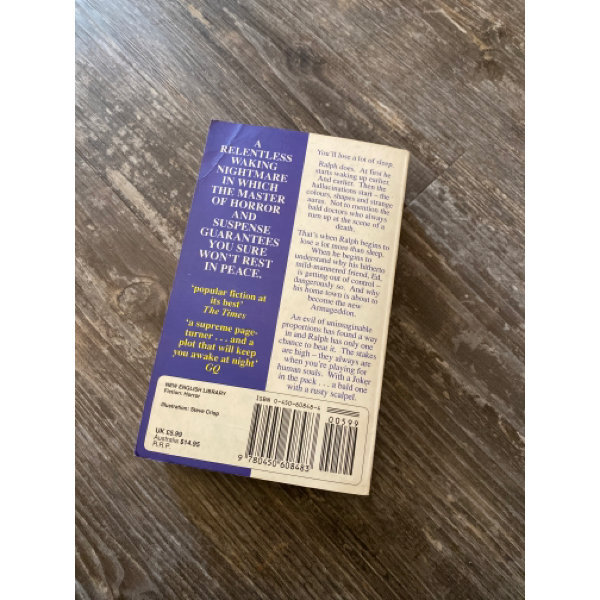 A
RELENTLESS
WAKING
NIGHTMARE
IN WHICH
THE MASTER
OF HORROR
AND
SUSPENSE
GUARANTEES
YOU SURE
WON'T REST
IN PEACE.
'popular fiction at
its best'
The Times
'a supreme page-
turner . . . and a
plot that will keep
you awake at night'
GQ
You'll lose a lot of sleep.
Ralph does. At first he
starts waking up earlier.
And earlier. Then the
hallucinations start – the
colours, shapes and strange
auras. Not to mention the
bald doctors who always
turn up at the scene of a
death.
That's when Ralph begins to
lose a lot more than sleep.
When he begins to
understand why his hitherto
mild-mannered friend, Ed,
is getting out of control –
dangerously so. And why
his home-town is about to
become the new
Armageddon.
An evil of unimaginable
proportions has found a way
in and Ralph has only one
chance to beat it. The stakes
are high – they always are
when you're playing for
human souls. With a Joker
in the pack . . . a bald one
with a rusty scalpel.
NEW ENGLISH LIBRARY
Fiction: Horror
Illustration: Steve Crisp
UK £5.99
Australia $14.95
R.R.P.
ISBN 0-450-60848-4
00599
9 780450 608483